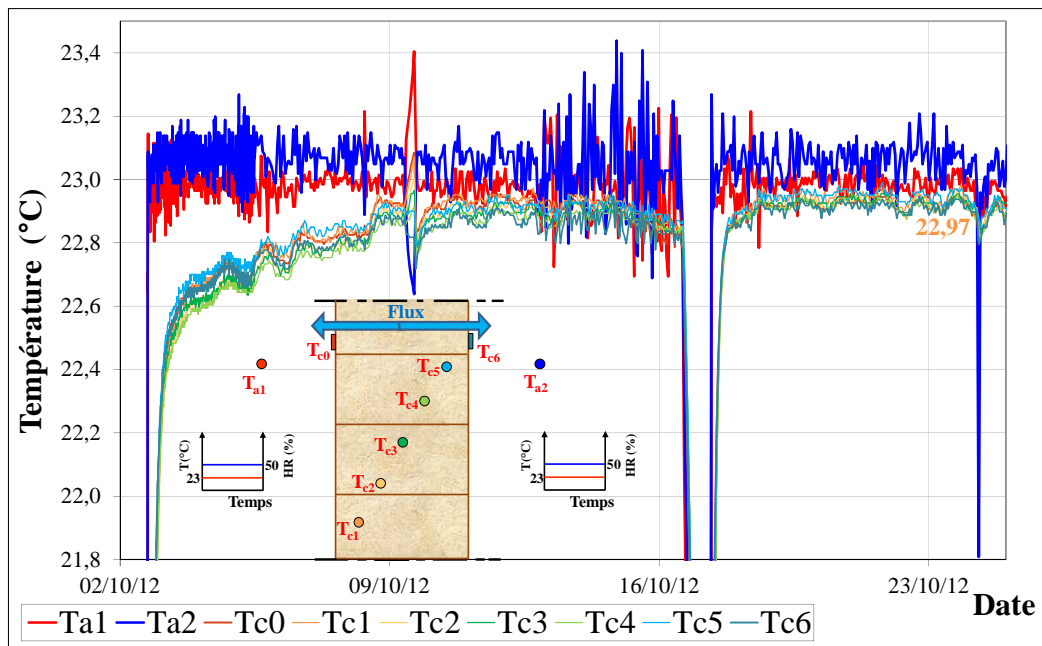 Température (°C)
23,4
23,2
23,0
22,8
22,6
22,4
22,2
22,0
21,8
02/10/12
09/10/12
16/10/12
23/10/12
Date
22,97
Flux
Tc0
Tc6
Tc5
Ta1
Ta2
Tc4
Tc3
Tc2
Tc1
T(°C)
HR (%)
50
23
Temps
T(°C)
HR (%)
50
23
Temps
Ta1 Ta2 Tc0 Tc1 Tc2 Tc3 Tc4 Tc5 Tc6